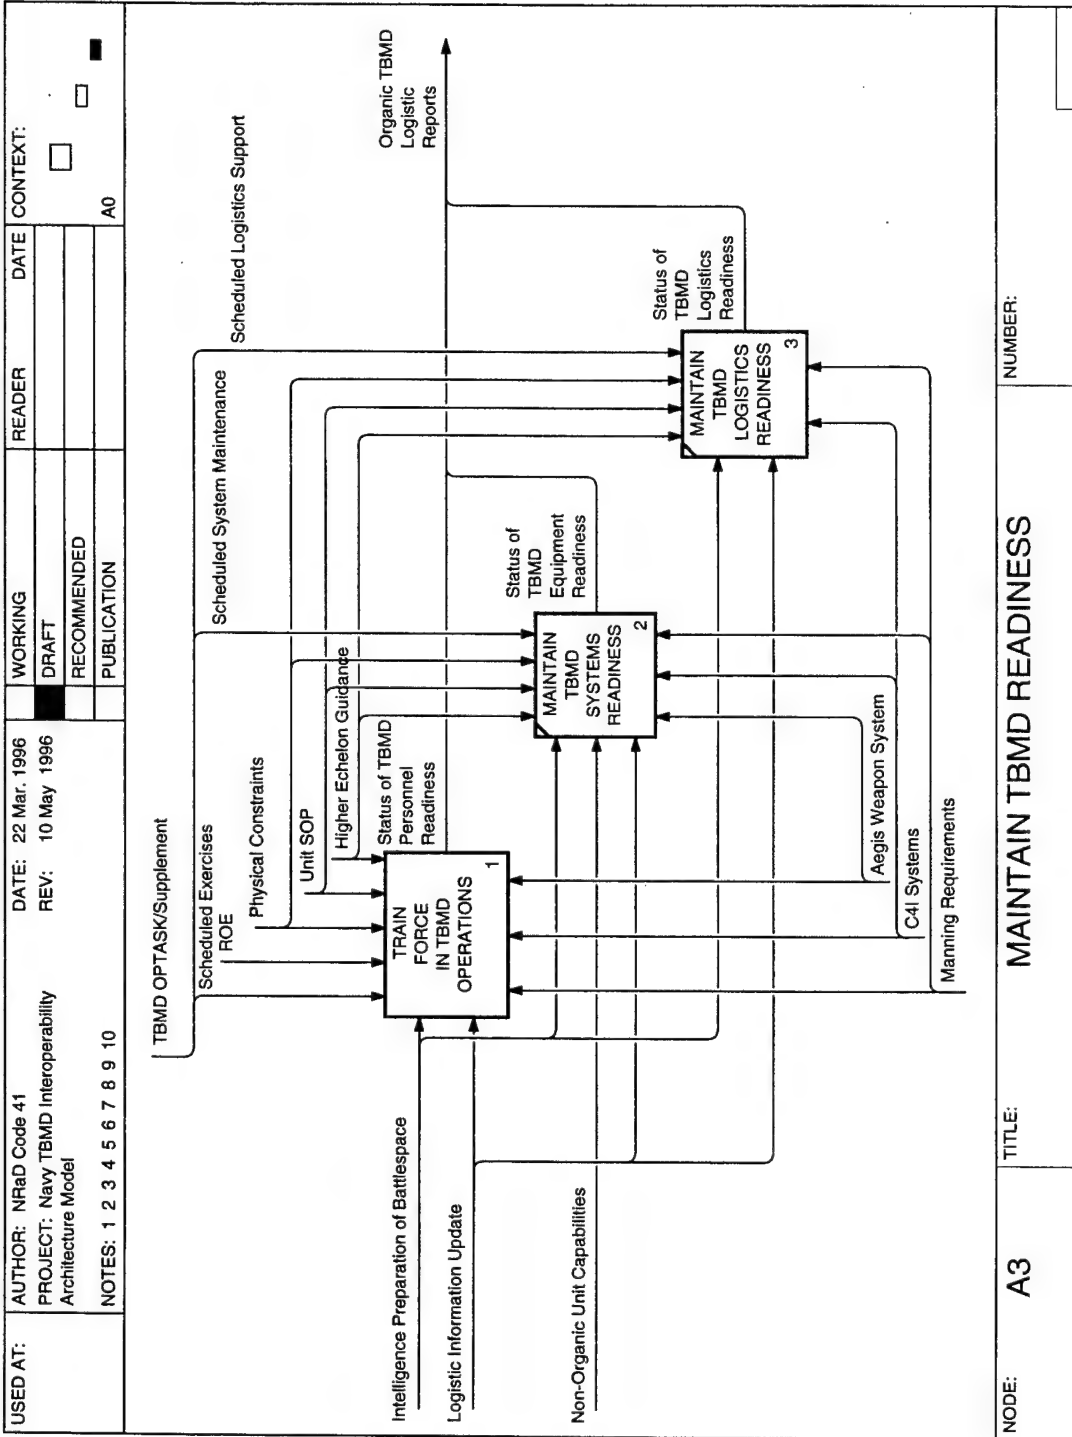 USED AT:
AUTHOR: NRaD Code 41
PROJECT: Navy TBMD Interoperability
Architecture Model
NOTES: 1 2 3 4 5 6 7 8 9 10
DATE: 22 Mar. 1996
REV: 10 May 1996
WORKING
DRAFT
RECOMMENDED
PUBLICATION
READER
DATE
CONTEXT:
A0
TBMD OPTASK/Supplement
Scheduled Exercises
ROE
Physical Constraints
Unit SOP
Higher Echelon Guidance
Scheduled System Maintenance
Scheduled Logistics Support
Status of TBMD
Personnel
Readiness
Organic TBMD
Logistic
Reports
Intelligence Preparation of Battlespace
Logistic Information Update
Non-Organic Unit Capabilities
TRAIN
FORCE
IN TBMD
OPERATIONS
1
Status of
TBMD
Equipment
Readiness
MAINTAIN
TBMD
SYSTEMS
READINESS
2
Status of
TBMD
Logistics
Readiness
MAINTAIN
TBMD
LOGISTICS
READINESS
3
Aegis Weapon System
C4I Systems
Manning Requirements
NODE:
A3
TITLE:
MAINTAIN TBMD READINESS
NUMBER: